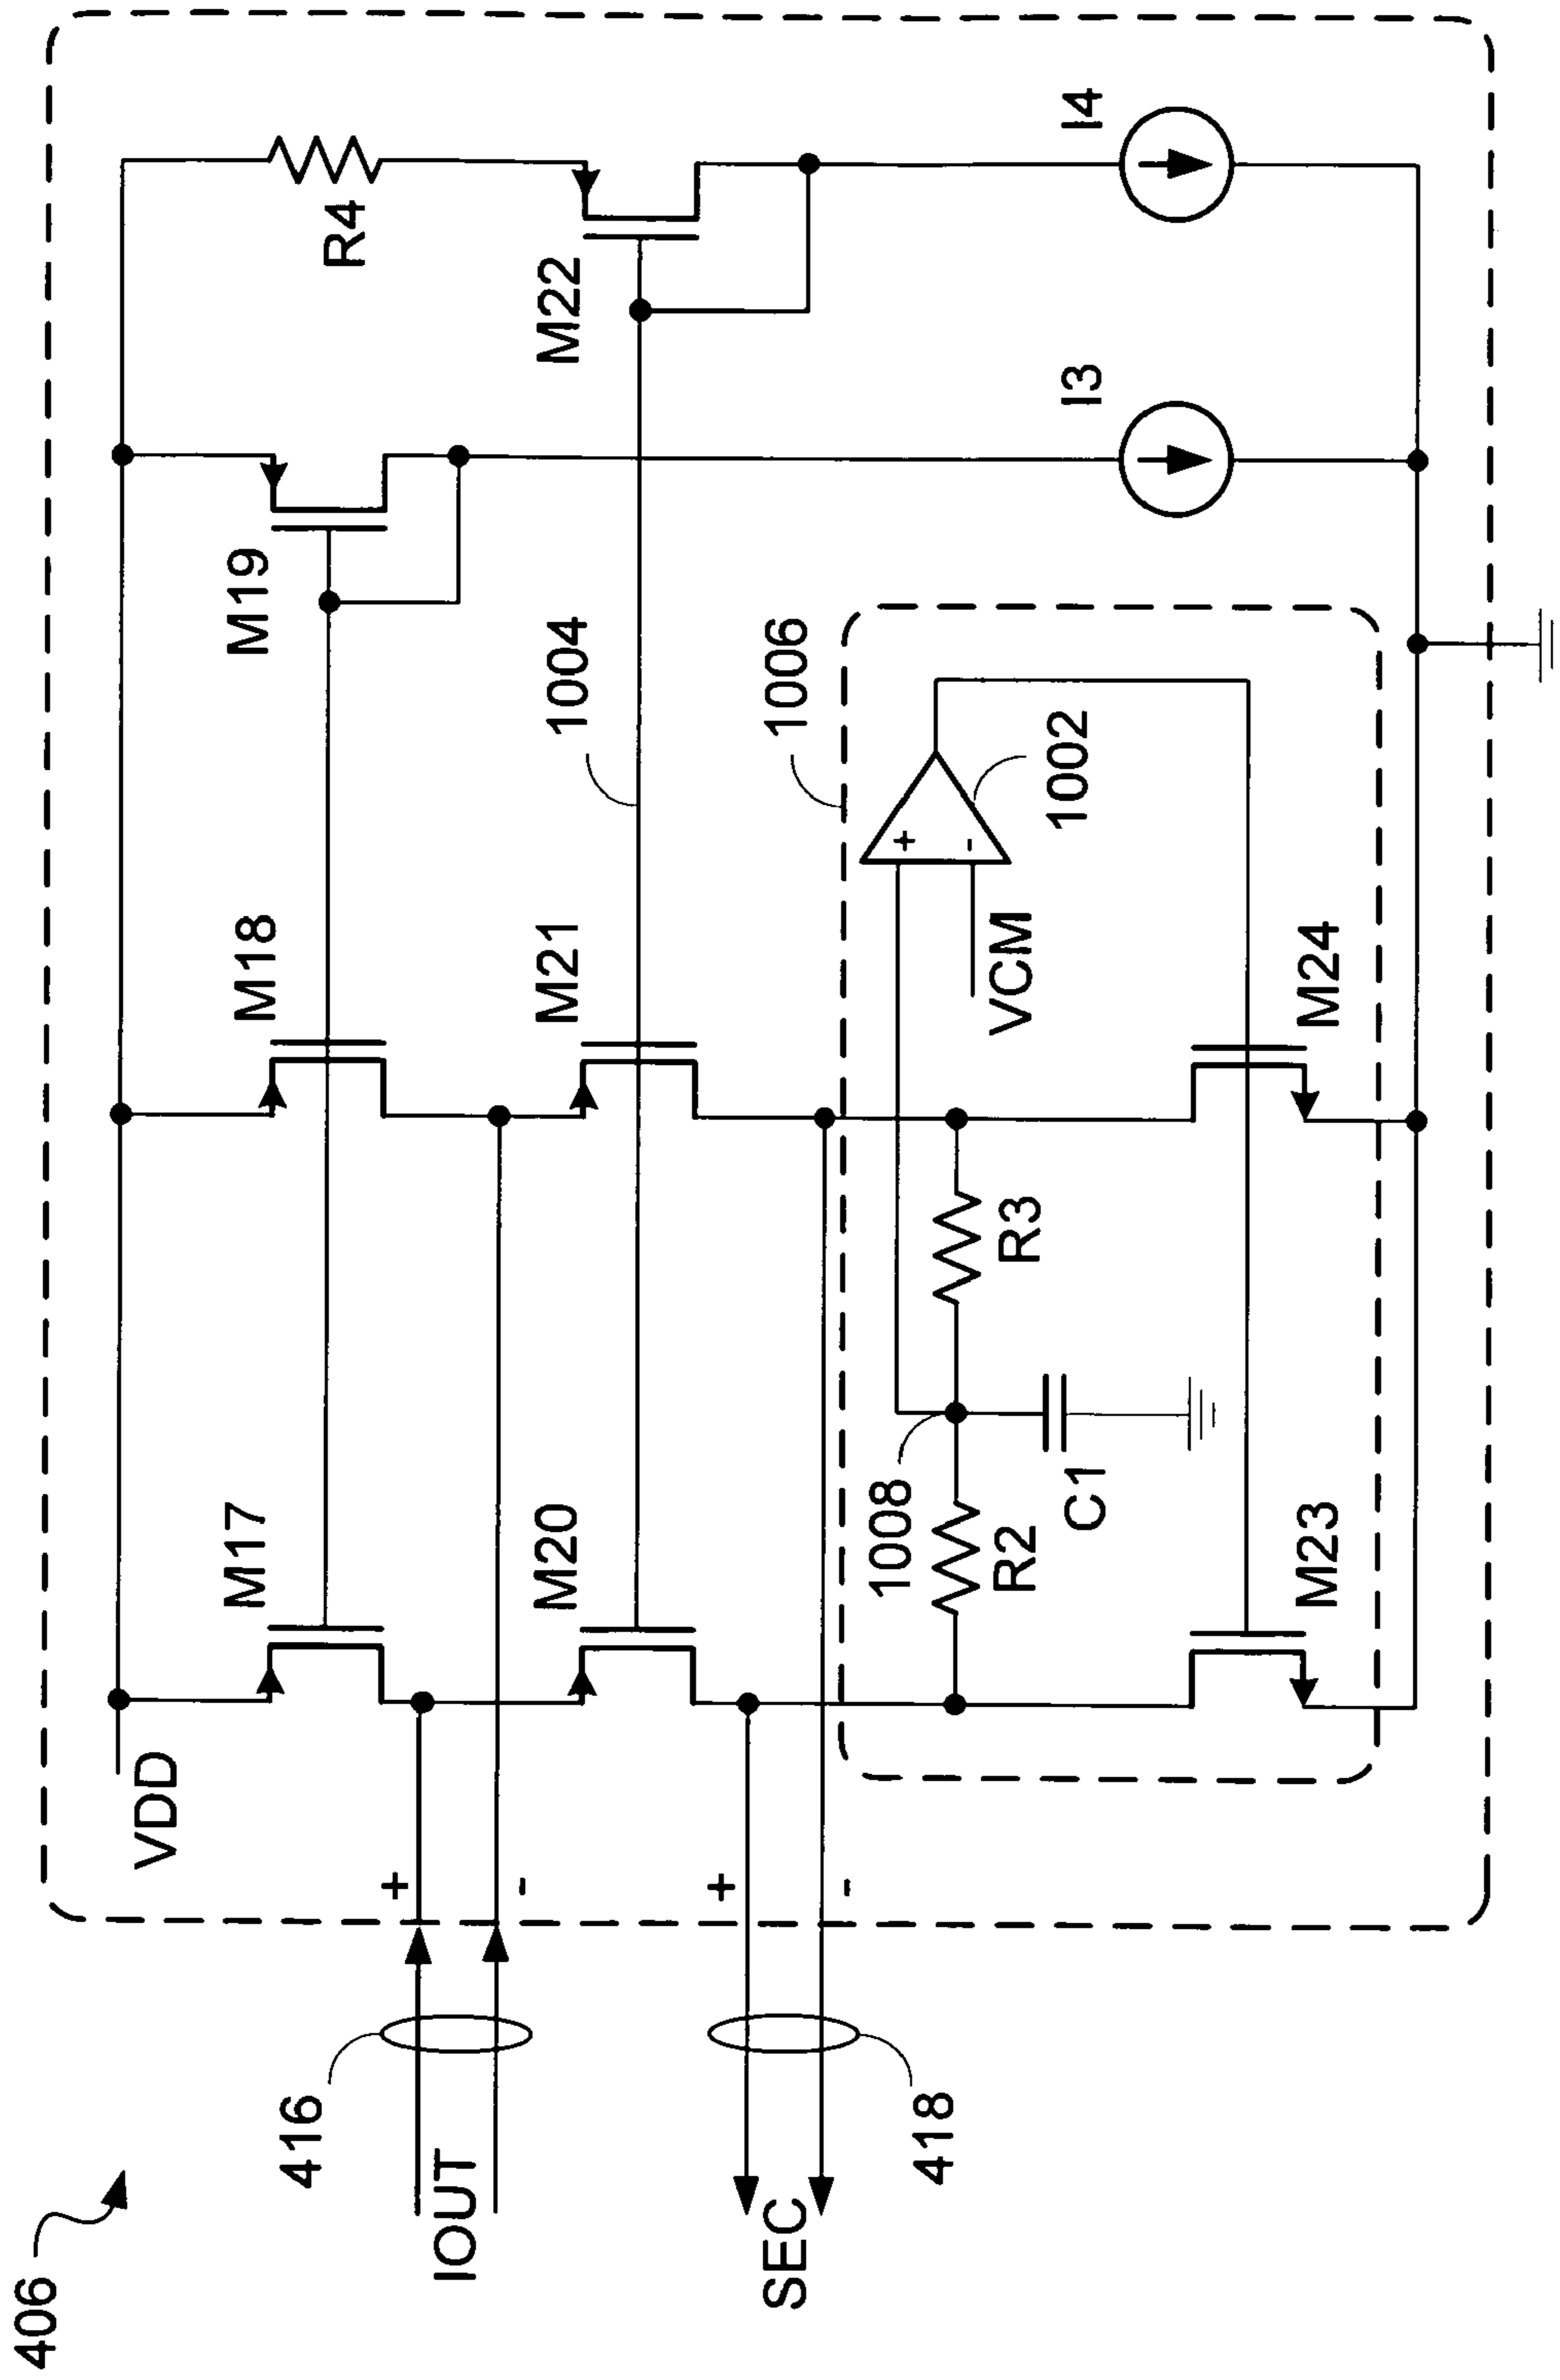 406
416
IOUT
+
-
SEC
+
-
418
VDD
M17
M18
M19
R4
M20
M21
1004
M22
1006
1008
R2
R3
C1
VCM
+
-
1002
M23
M24
I3
I4